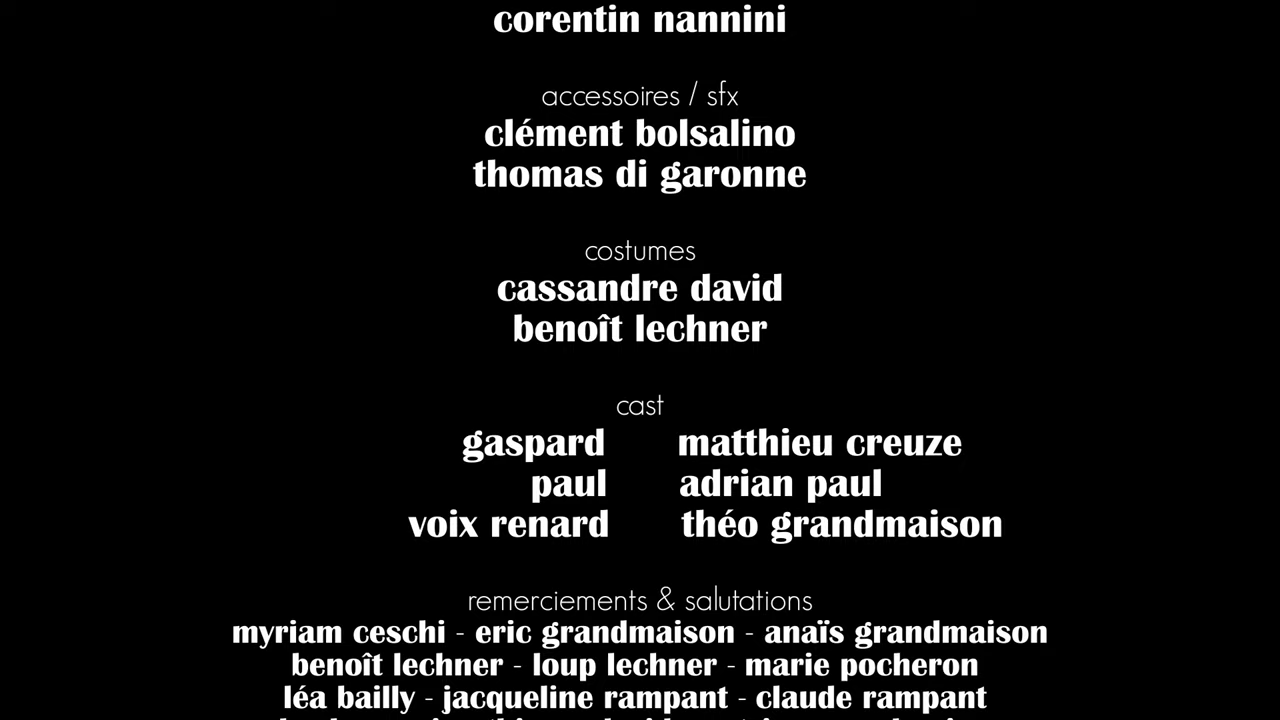 corentin nannini
accessoires / sfx
clément bolsalino
thomas di garonne
costumes
cassandre david
benoît lechner
cast
gaspard matthieu creuze
paul adrian paul
voix renard théo grandmaison
remerciements & salutations
myriam ceschi - eric grandmaison - anaïs grandmaison
benoît lechner - loup lechner - marie pocheron
léa bailly - jacqueline rampant - claude rampant